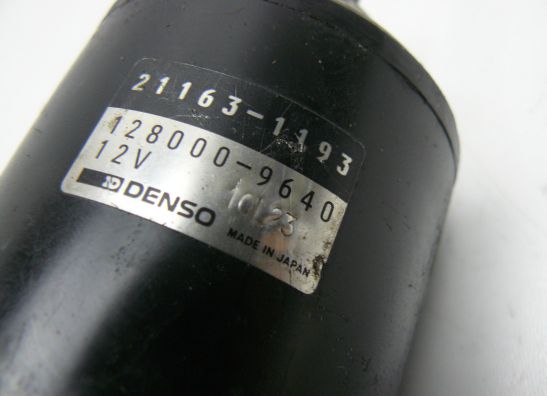 21163-1193
128000-9640
12V
DENSO
MADE IN JAPAN